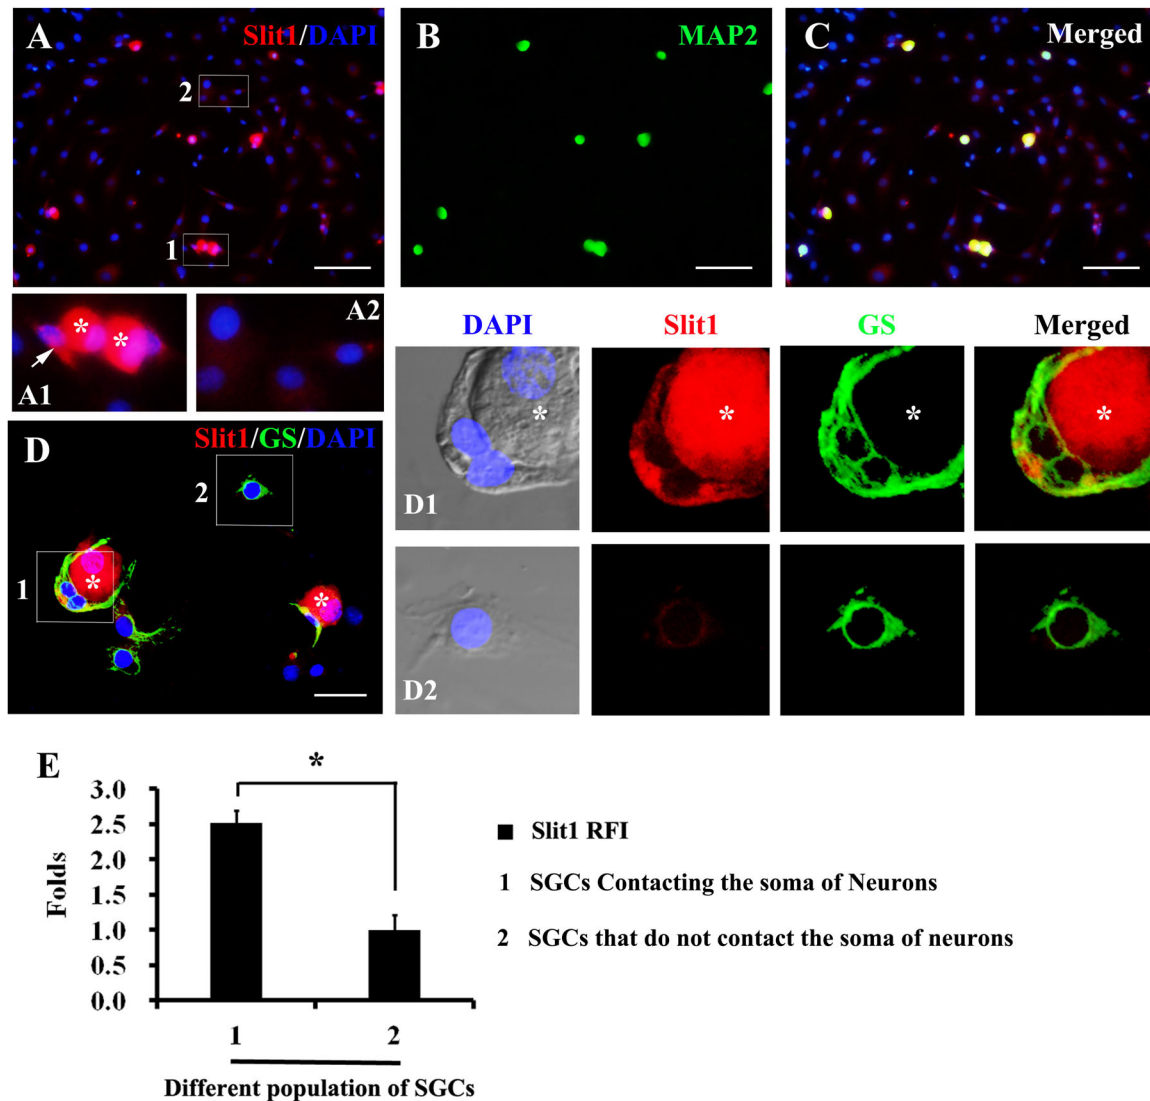 A Slit1/DAPI
2
1
B MAP2
C Merged
* *
A1
A2
D Slit1/GS/DAPI
2
1
*
*
DAPI Slit1 GS Merged
* * * *
D1
D2
E
*
3.0
2.5
2.0
1.5
1.0
0.5
0.0
Folds
1 2
Different population of SGCs
Slit1 RFI
1 SGCs Contacting the soma of Neurons
2 SGCs that do not contact the soma of neurons